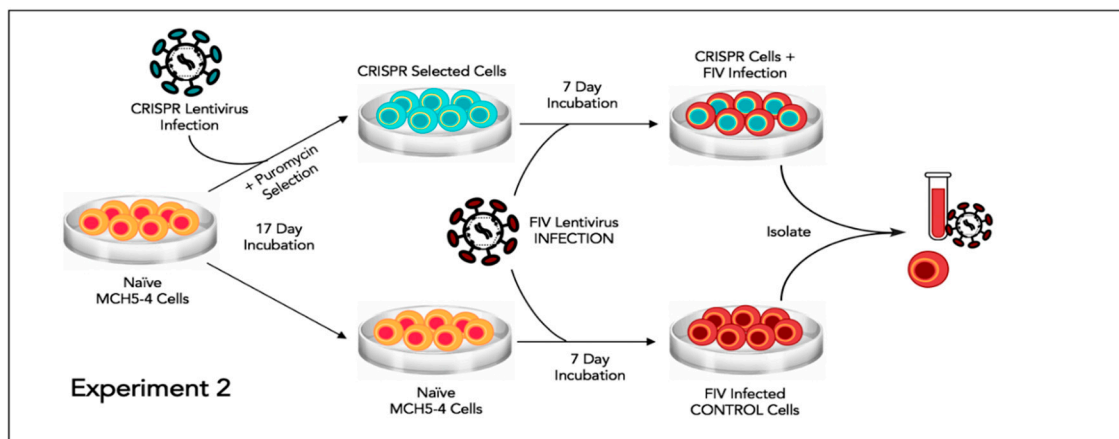 CRISPR Lentivirus
Infection
+ Puromycin
Selection
CRISPR Selected Cells
7 Day
Incubation
CRISPR Cells +
FIV Infection
17 Day
Incubation
Naïve
MCH5-4 Cells
FIV Lentivirus
INFECTION
Isolate
Naïve
MCH5-4 Cells
7 Day
Incubation
FIV Infected
CONTROL Cells
Experiment 2